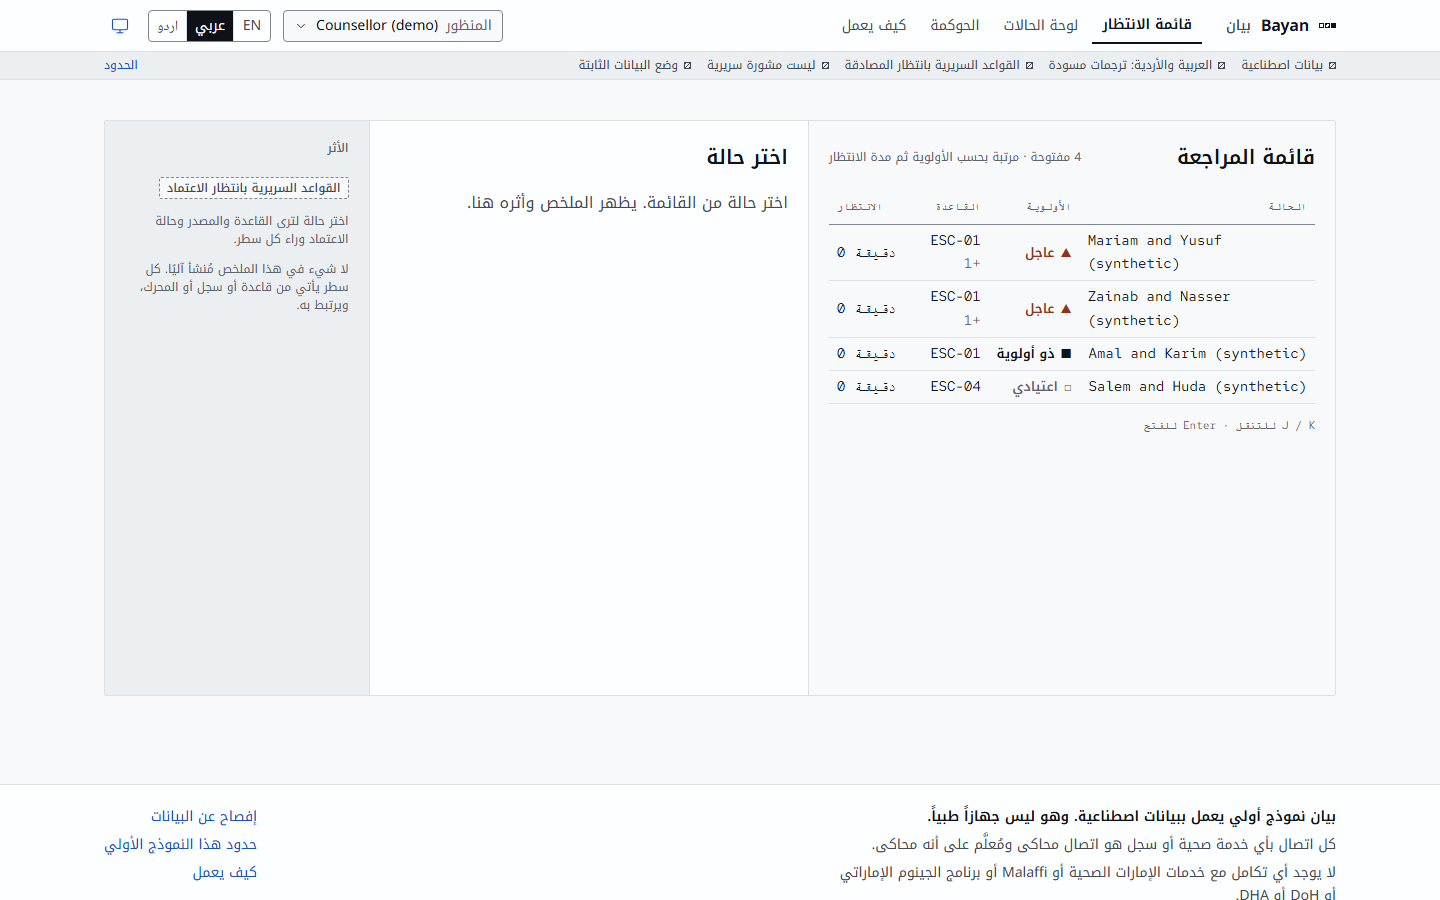 Bayan بيان
قائمة الانتظار
لوحة الحالات
الحوكمة
كيف يعمل
المنظور Counsellor (demo)
EN
عربي
اردو
بيانات اصطناعية
العربية والأردية: ترجمات مسودة
القواعد السريرية بانتظار المصادقة
ليست مشورة سريرية
وضع البيانات الثابتة
الحدود
قائمة المراجعة
4 مفتوحة · مرتبة بحسب الأولوية ثم مدة الانتظار
الحالة الأولوية القاعدة الانتظار
Mariam and Yusuf (synthetic) ▲ عاجل ESC-01 +1 0 دقيقة
Zainab and Nasser (synthetic) ▲ عاجل ESC-01 +1 0 دقيقة
Amal and Karim (synthetic) ■ ذو أولوية ESC-01 0 دقيقة
Salem and Huda (synthetic) □ اعتيادي ESC-04 0 دقيقة
J / K للتنقل · Enter للفتح
اختر حالة
اختر حالة من القائمة. يظهر الملخص وأثره هنا.
الأثر
القواعد السريرية بانتظار الاعتماد
اختر حالة لترى القاعدة والمصدر وحالة
الاعتماد وراء كل سطر.
لا شيء في هذا الملخص مُنشأ آليًا. كل
سطر يأتي من قاعدة أو سجل أو المحرك،
ويرتبط به.
بيان نموذج أولي يعمل ببيانات اصطناعية. وهو ليس جهازاً طبياً.
كل اتصال بأي خدمة صحية أو سجل هو اتصال محاكى ومُعلَّم على أنه محاكى.
لا يوجد أي تكامل مع خدمات الإمارات الصحية أو Malaffi أو برنامج الجينوم الإماراتي
أو DoH أو DHA.
إفصاح عن البيانات
حدود هذا النموذج الأولي
كيف يعمل